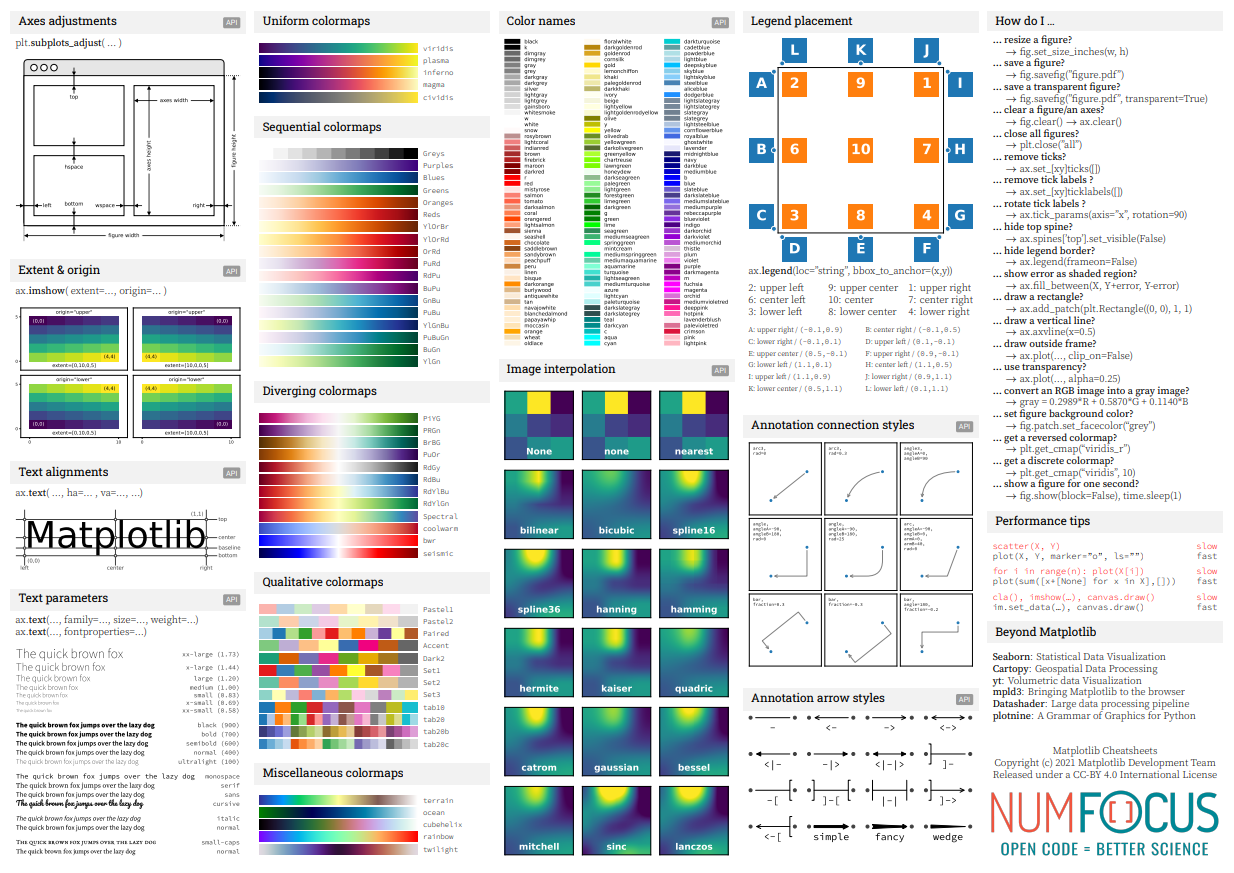 Axes adjustments
API
plt.subplots_adjust( … )
top
axes width
axes height
figure height
hspace
left
bottom
wspace
right
figure width
Extent & origin
API
ax.imshow( extent=…, origin=… )
origin="upper"
origin="upper"
5
(0,0)
(0,0)
(4,4)
(4,4)
0
extent=[0,10,0,5]
extent=[10,0,0,5]
origin="lower"
origin="lower"
5
(4,4)
(4,4)
(0,0)
(0,0)
0
extent=[0,10,0,5]
extent=[10,0,0,5]
0
10
0
10
Text alignments
API
ax.text( …, ha=… , va=…, …)
Matplotlib
(1,1)
top
center
baseline
bottom
(0,0)
left
center
right
Text parameters
API
ax.text(…, family=…, size=…, weight=…)
ax.text(…, fontproperties=…)
The quick brown fox xx-large (1.73)
The quick brown fox x-large (1.44)
The quick brown fox large (1.20)
The quick brown fox medium (1.00)
The quick brown fox small (0.83)
The quick brown fox x-small (0.69)
The quick brown fox xx-small (0.58)
The quick brown fox jumps over the lazy dog black (900)
The quick brown fox jumps over the lazy dog bold (700)
The quick brown fox jumps over the lazy dog semibold (600)
The quick brown fox jumps over the lazy dog normal (400)
The quick brown fox jumps over the lazy dog ultralight (100)
The quick brown fox jumps over the lazy dog monospace
The quick brown fox jumps over the lazy dog serif
The quick brown fox jumps over the lazy dog sans
The quick brown fox jumps over the lazy dog cursive
The quick brown fox jumps over the lazy dog italic
The quick brown fox jumps over the lazy dog normal
The quick brown fox jumps over the lazy dog small-caps
The quick brown fox jumps over the lazy dog normal
Uniform colormaps
viridis
plasma
inferno
magma
cividis
Sequential colormaps
Greys
Purples
Blues
Greens
Oranges
Reds
YlOrBr
YlOrRd
OrRd
PuRd
RdPu
BuPu
GnBu
PuBu
YlGnBu
PuBuGn
BuGn
YlGn
Diverging colormaps
PiYG
PRGn
BrBG
PuOr
RdGy
RdBu
RdYlBu
RdYlGn
Spectral
coolwarm
bwr
seismic
Qualitative colormaps
Pastel1
Pastel2
Paired
Accent
Dark2
Set1
Set2
Set3
tab10
tab20
tab20b
tab20c
Miscellaneous colormaps
terrain
ocean
cubehelix
rainbow
twilight
Color names
API
black
k
dimgray
dimgrey
gray
grey
darkgray
darkgrey
silver
lightgray
lightgrey
gainsboro
whitesmoke
w
white
snow
rosybrown
lightcoral
indianred
brown
firebrick
maroon
darkred
r
red
mistyrose
salmon
tomato
darksalmon
coral
orangered
lightsalmon
sienna
seashell
chocolate
saddlebrown
sandybrown
peachpuff
peru
linen
bisque
darkorange
burlywood
antiquewhite
tan
navajowhite
blanchedalmond
papayawhip
moccasin
orange
wheat
oldlace
floralwhite
darkgoldenrod
goldenrod
cornsilk
gold
lemonchiffon
khaki
palegoldenrod
darkkhaki
ivory
beige
lightyellow
lightgoldenrodyellow
olive
y
yellow
olivedrab
yellowgreen
darkolivegreen
greenyellow
chartreuse
lawngreen
honeydew
darkseagreen
palegreen
lightgreen
forestgreen
limegreen
darkgreen
g
green
lime
seagreen
mediumseagreen
springgreen
mintcream
mediumspringgreen
mediumaquamarine
aquamarine
turquoise
lightseagreen
mediumturquoise
azure
lightcyan
paleturquoise
darkslategray
darkslategrey
teal
darkcyan
c
aqua
cyan
darkturquoise
cadetblue
powderblue
lightblue
deepskyblue
skyblue
lightskyblue
steelblue
aliceblue
dodgerblue
lightslategray
lightslategrey
slategray
slategrey
lightsteelblue
cornflowerblue
royalblue
ghostwhite
lavender
midnightblue
navy
darkblue
mediumblue
b
blue
slateblue
darkslateblue
mediumslateblue
mediumpurple
rebeccapurple
blueviolet
indigo
darkorchid
darkviolet
mediumorchid
thistle
plum
violet
purple
darkmagenta
m
fuchsia
magenta
orchid
mediumvioletred
deeppink
hotpink
lavenderblush
palevioletred
crimson
pink
lightpink
Image interpolation
API
None
none
nearest
bilinear
bicubic
spline16
spline36
hanning
hamming
hermite
kaiser
quadric
catrom
gaussian
bessel
mitchell
sinc
lanczos
Legend placement
API
L K J
A 2 9 1 I
B 6 10 7 H
C 3 8 4 G
D E F
ax.legend(loc="string", bbox_to_anchor=(x,y))
2: upper left 9: upper center 1: upper right
6: center left 10: center 7: center right
3: lower left 8: lower center 4: lower right
A: upper right / (-0.1,0.9) B: center right / (-0.1,0.5)
C: lower right / (-0.1,0.1) D: upper left / (0.1,-0.1)
E: upper center / (0.5,-0.1) F: upper right / (0.9,-0.1)
G: lower left / (1.1,0.1) H: center left / (1.1,0.5)
I: upper left / (1.1,0.9) J: lower right / (0.9,1.1)
K: lower center / (0.5,1.1) L: lower left / (0.1,1.1)
Annotation connection styles
API
arc3,
rad=0
arc3,
rad=0.3
angle3,
angleA=0,
angleB=90
angle,
angleA=-90,
angleB=180,
rad=0
angle,
angleA=-90,
angleB=180,
rad=25
arc,
angleA=-90,
angleB=0,
armA=0,
armB=40,
rad=0
bar,
fraction=0.3
bar,
fraction=-0.3
bar,
angle=180,
fraction=-0.2
Annotation arrow styles
API
-
<-
->
<->
<|-
-|>
<|-|>
]-
-[
]-[
|-|
]->
<-[
simple
fancy
wedge
How do I …
… resize a figure?
→ fig.set_size_inches(w, h)
… save a figure?
→ fig.savefig("figure.pdf")
… save a transparent figure?
→ fig.savefig("figure.pdf", transparent=True)
… clear a figure/an axes?
→ fig.clear() → ax.clear()
… close all figures?
→ plt.close("all")
… remove ticks?
→ ax.set_[xy]ticks([])
… remove tick labels ?
→ ax.set_[xy]ticklabels([])
… rotate tick labels ?
→ ax.tick_params(axis="x", rotation=90)
… hide top spine?
→ ax.spines['top'].set_visible(False)
… hide legend border?
→ ax.legend(frameon=False)
… show error as shaded region?
→ ax.fill_between(X, Y+error, Y-error)
… draw a rectangle?
→ ax.add_patch(plt.Rectangle((0, 0), 1, 1)
… draw a vertical line?
→ ax.axvline(x=0.5)
… draw outside frame?
→ ax.plot(…, clip_on=False)
… use transparency?
→ ax.plot(…, alpha=0.25)
… convert an RGB image into a gray image?
→ gray = 0.2989*R + 0.5870*G + 0.1140*B
… set figure background color?
→ fig.patch.set_facecolor("grey")
… get a reversed colormap?
→ plt.get_cmap("viridis_r")
… get a discrete colormap?
→ plt.get_cmap("viridis", 10)
… show a figure for one second?
→ fig.show(block=False), time.sleep(1)
Performance tips
scatter(X, Y) slow
plot(X, Y, marker="o", ls="") fast
for i in range(n): plot(X[i]) slow
plot(sum([x+[None] for x in X],[])) fast
cla(), imshow(…), canvas.draw() slow
im.set_data(…), canvas.draw() fast
Beyond Matplotlib
Seaborn: Statistical Data Visualization
Cartopy: Geospatial Data Processing
yt: Volumetric data Visualization
mpld3: Bringing Matplotlib to the browser
Datashader: Large data processing pipeline
plotnine: A Grammar of Graphics for Python
Matplotlib Cheatsheets
Copyright (c) 2021 Matplotlib Development Team
Released under a CC-BY 4.0 International License
NUMFOCUS
OPEN CODE = BETTER SCIENCE